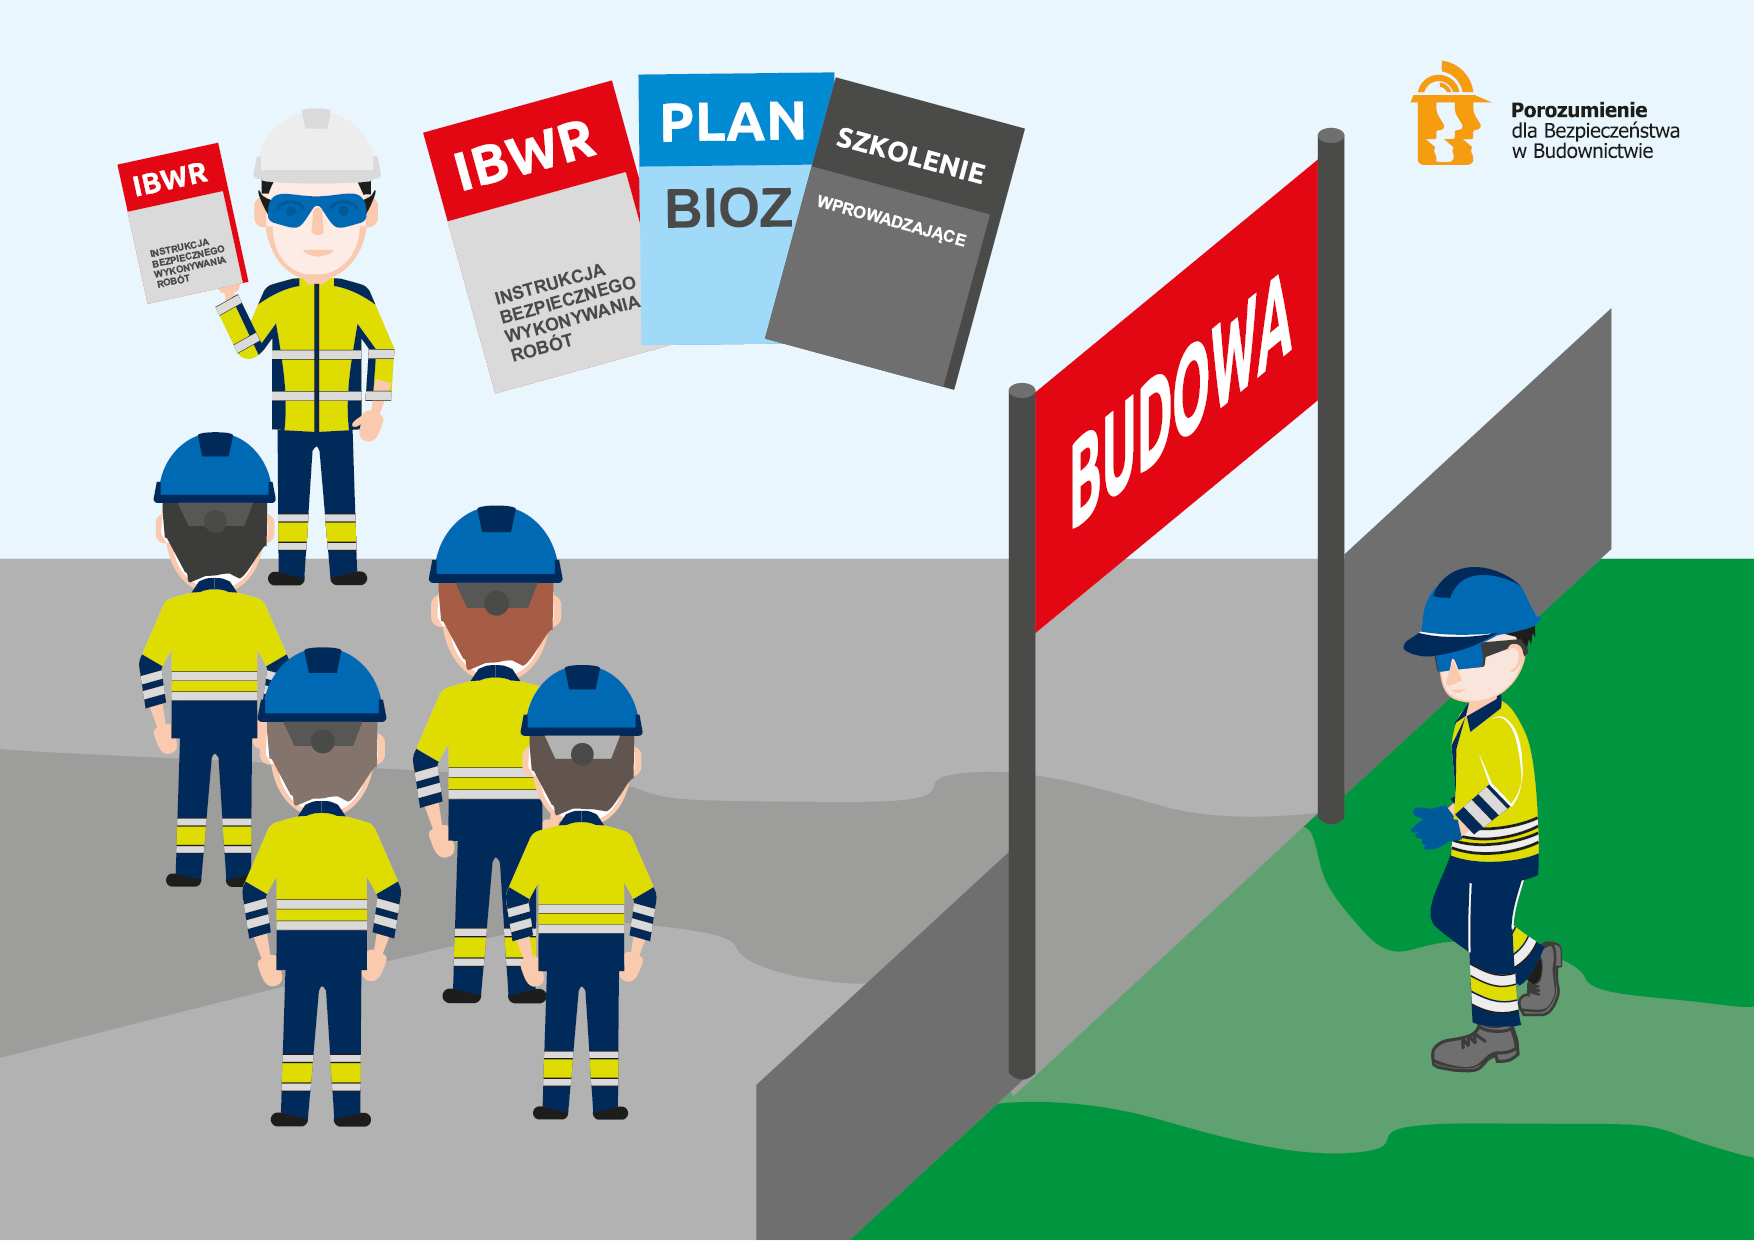 IBWR
INSTRUKCJA
BEZPIECZNEGO
WYKONYWANIA
ROBÓT
IBWR
INSTRUKCJA
BEZPIECZNEGO
WYKONYWANIA
ROBÓT
PLAN
BIOZ
SZKOLENIE
WPROWADZAJĄCE
Porozumienie
dla Bezpieczeństwa
w Budownictwie
BUDOWA